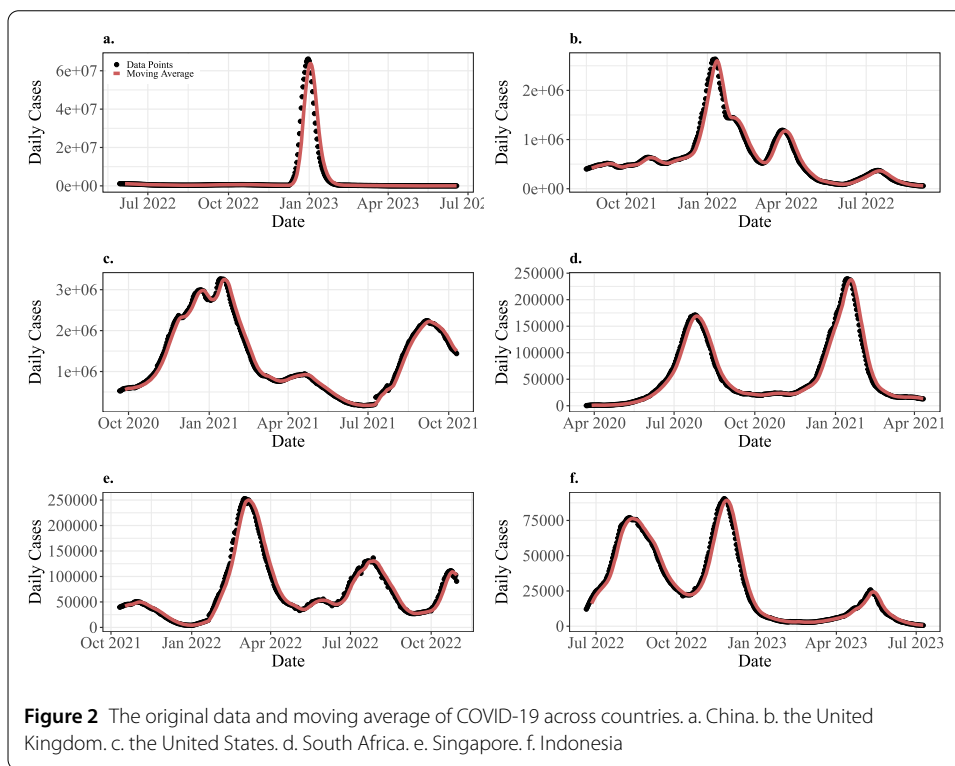 a.
Data Points
Moving Average
6e+07
4e+07
2e+07
0e+00
Daily Cases
Jul 2022 Oct 2022 Jan 2023 Apr 2023 Jul 202
Date
b.
2e+06
1e+06
0e+00
Daily Cases
Oct 2021 Jan 2022 Apr 2022 Jul 2022
Date
c.
3e+06
2e+06
1e+06
Daily Cases
Oct 2020 Jan 2021 Apr 2021 Jul 2021 Oct 2021
Date
d.
250000
200000
150000
100000
50000
0
Daily Cases
Apr 2020 Jul 2020 Oct 2020 Jan 2021 Apr 2021
Date
e.
250000
200000
150000
100000
50000
0
Daily Cases
Oct 2021 Jan 2022 Apr 2022 Jul 2022 Oct 2022
Date
f.
75000
50000
25000
0
Daily Cases
Jul 2022 Oct 2022 Jan 2023 Apr 2023 Jul 2023
Date
Figure 2 The original data and moving average of COVID-19 across countries. a. China. b. the United
Kingdom. c. the United States. d. South Africa. e. Singapore. f. Indonesia